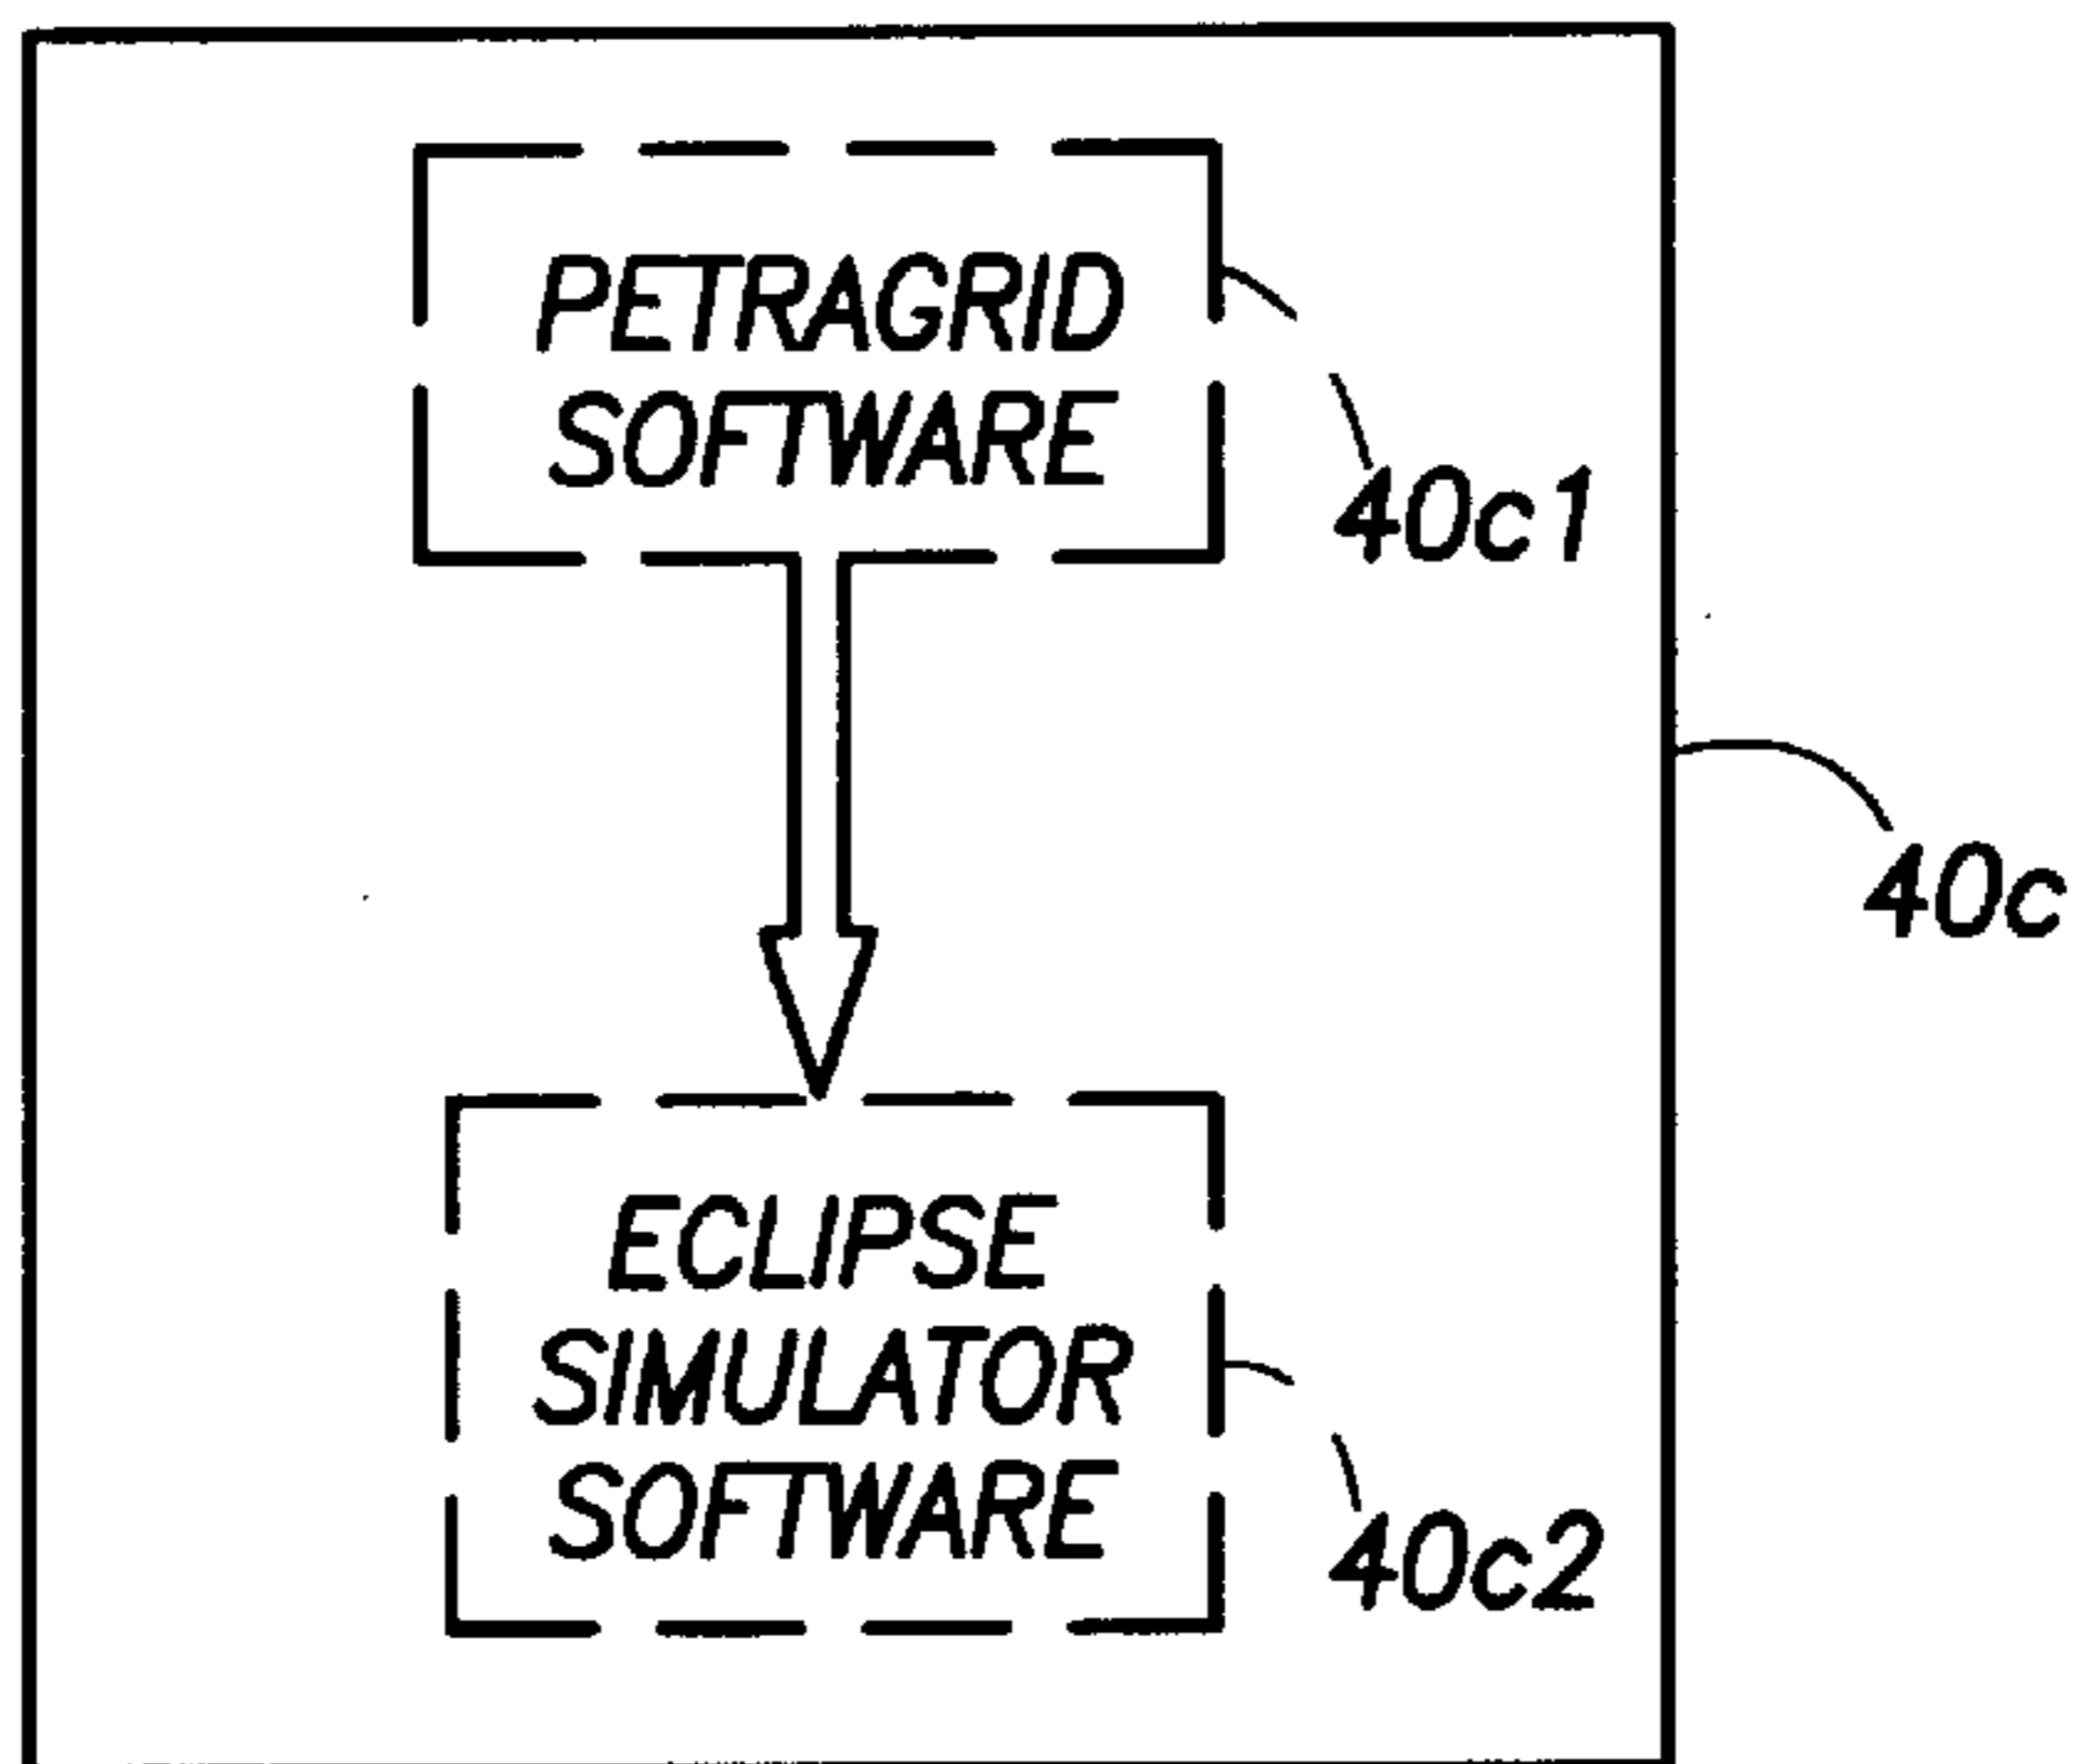 PETRAGRID
SOFTWARE
40c1
40c
ECLIPSE
SIMULATOR
SOFTWARE
40c2